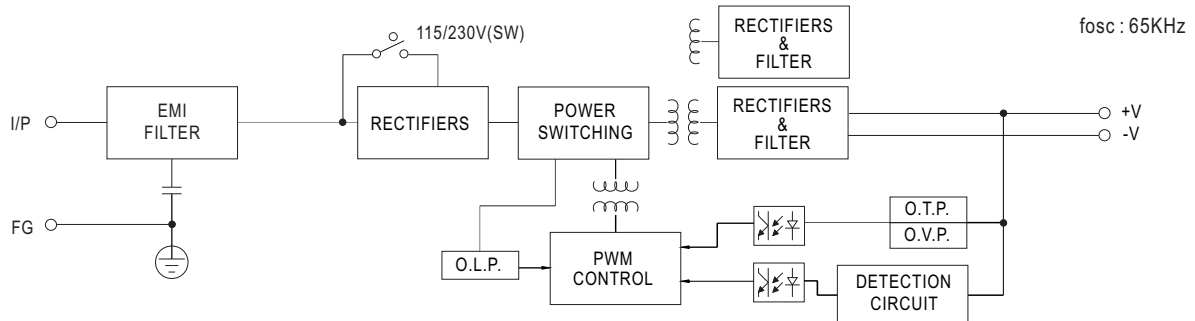 115/230V(SW)
RECTIFIERS
&
FILTER
fosc : 65KHz
I/P
EMI
FILTER
RECTIFIERS
POWER
SWITCHING
RECTIFIERS
&
FILTER
+V
-V
FG
O.L.P.
PWM
CONTROL
O.T.P.
O.V.P.
DETECTION
CIRCUIT